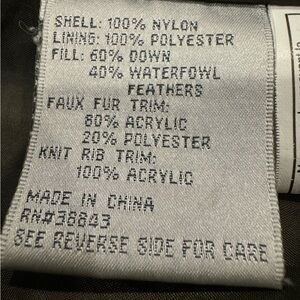 SHELL: 100% NYLON
LINING: 100% POLYESTER
FILL: 60% DOWN
40% WATERFOWL
FEATHERS
FAUX FUR TRIM:
80% ACRYLIC
20% POLYESTER
KNIT RIB TRIM:
100% ACRYLIC
MADE IN CHINA
RN#38843
SEE REVERSE SIDE FOR CARE